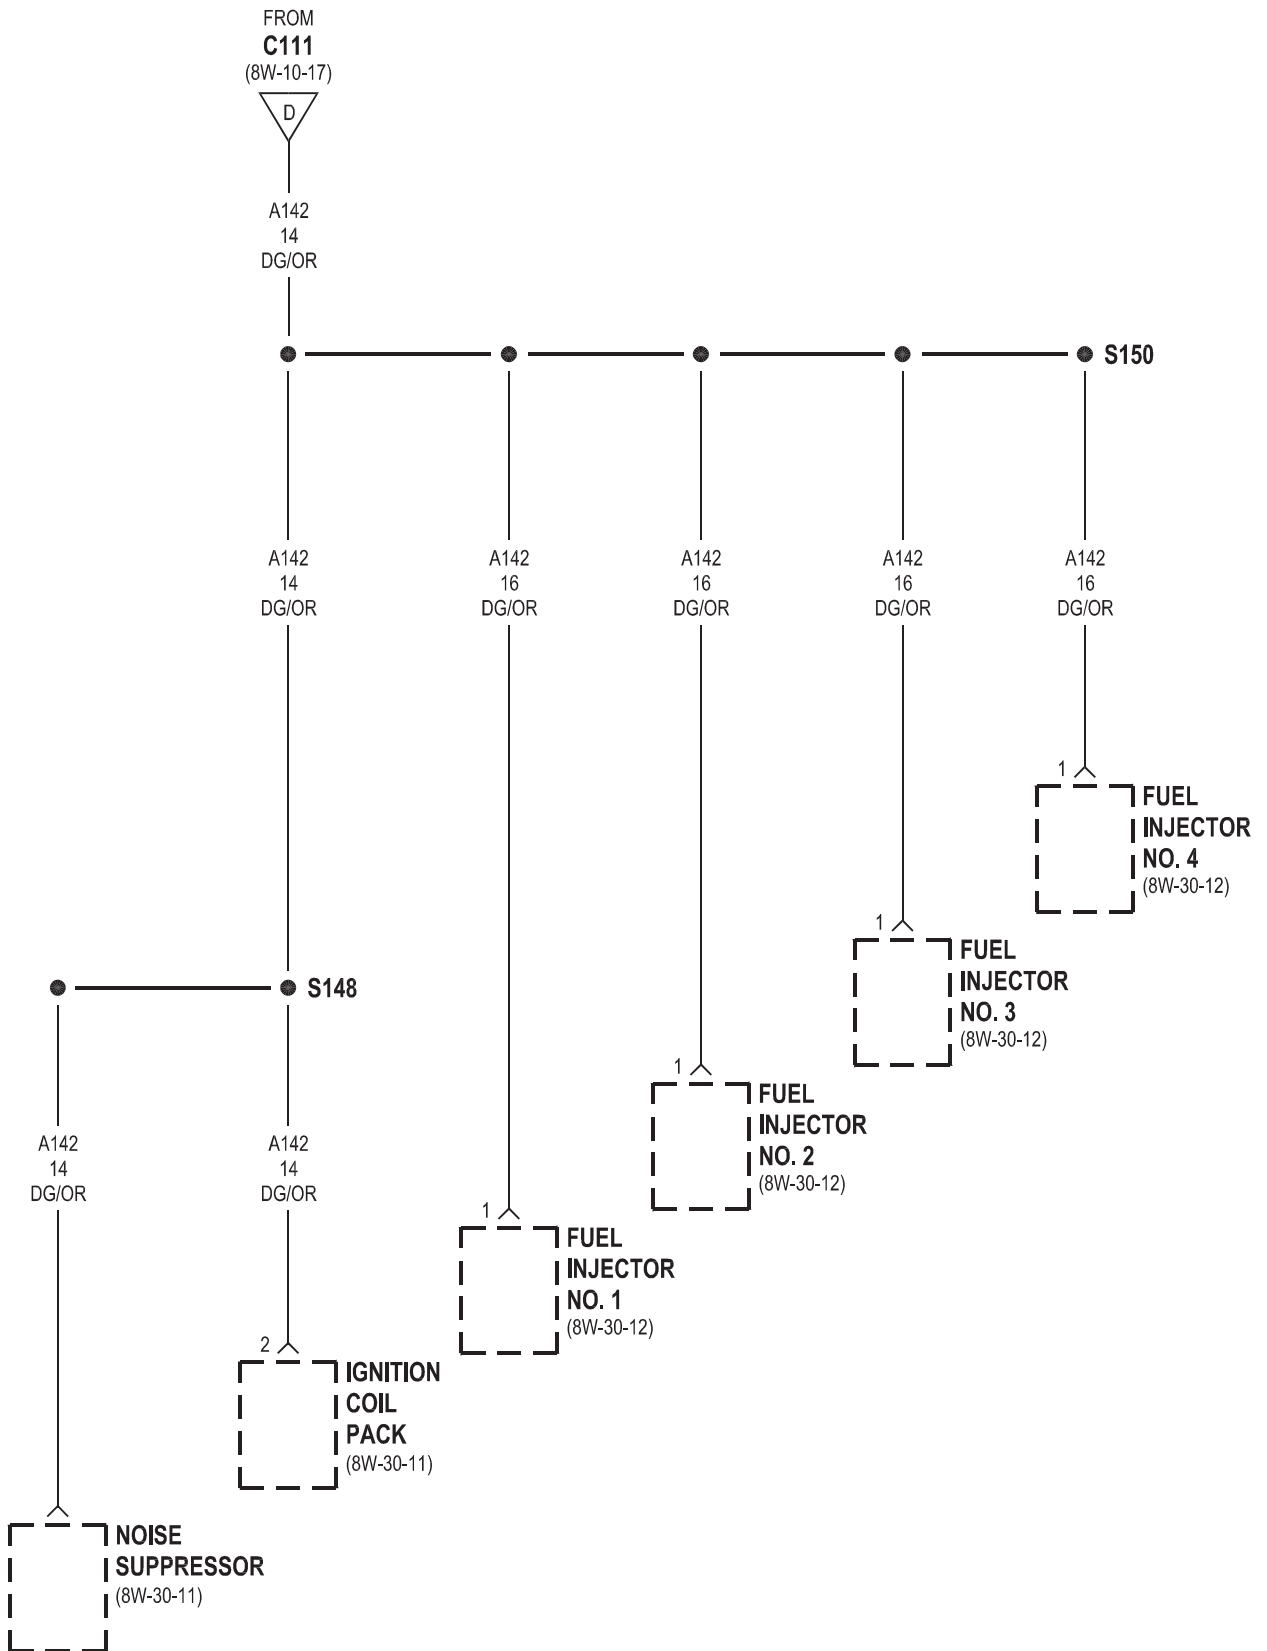 FROM
C111
(8W-10-17)
D
A142
14
DG/OR
S150
A142
14
DG/OR
A142
16
DG/OR
A142
16
DG/OR
A142
16
DG/OR
A142
16
DG/OR
1
FUEL
INJECTOR
NO. 4
(8W-30-12)
1
FUEL
INJECTOR
NO. 3
(8W-30-12)
S148
1
FUEL
INJECTOR
NO. 2
(8W-30-12)
A142
14
DG/OR
A142
14
DG/OR
1
FUEL
INJECTOR
NO. 1
(8W-30-12)
2
IGNITION
COIL
PACK
(8W-30-11)
NOISE
SUPPRESSOR
(8W-30-11)